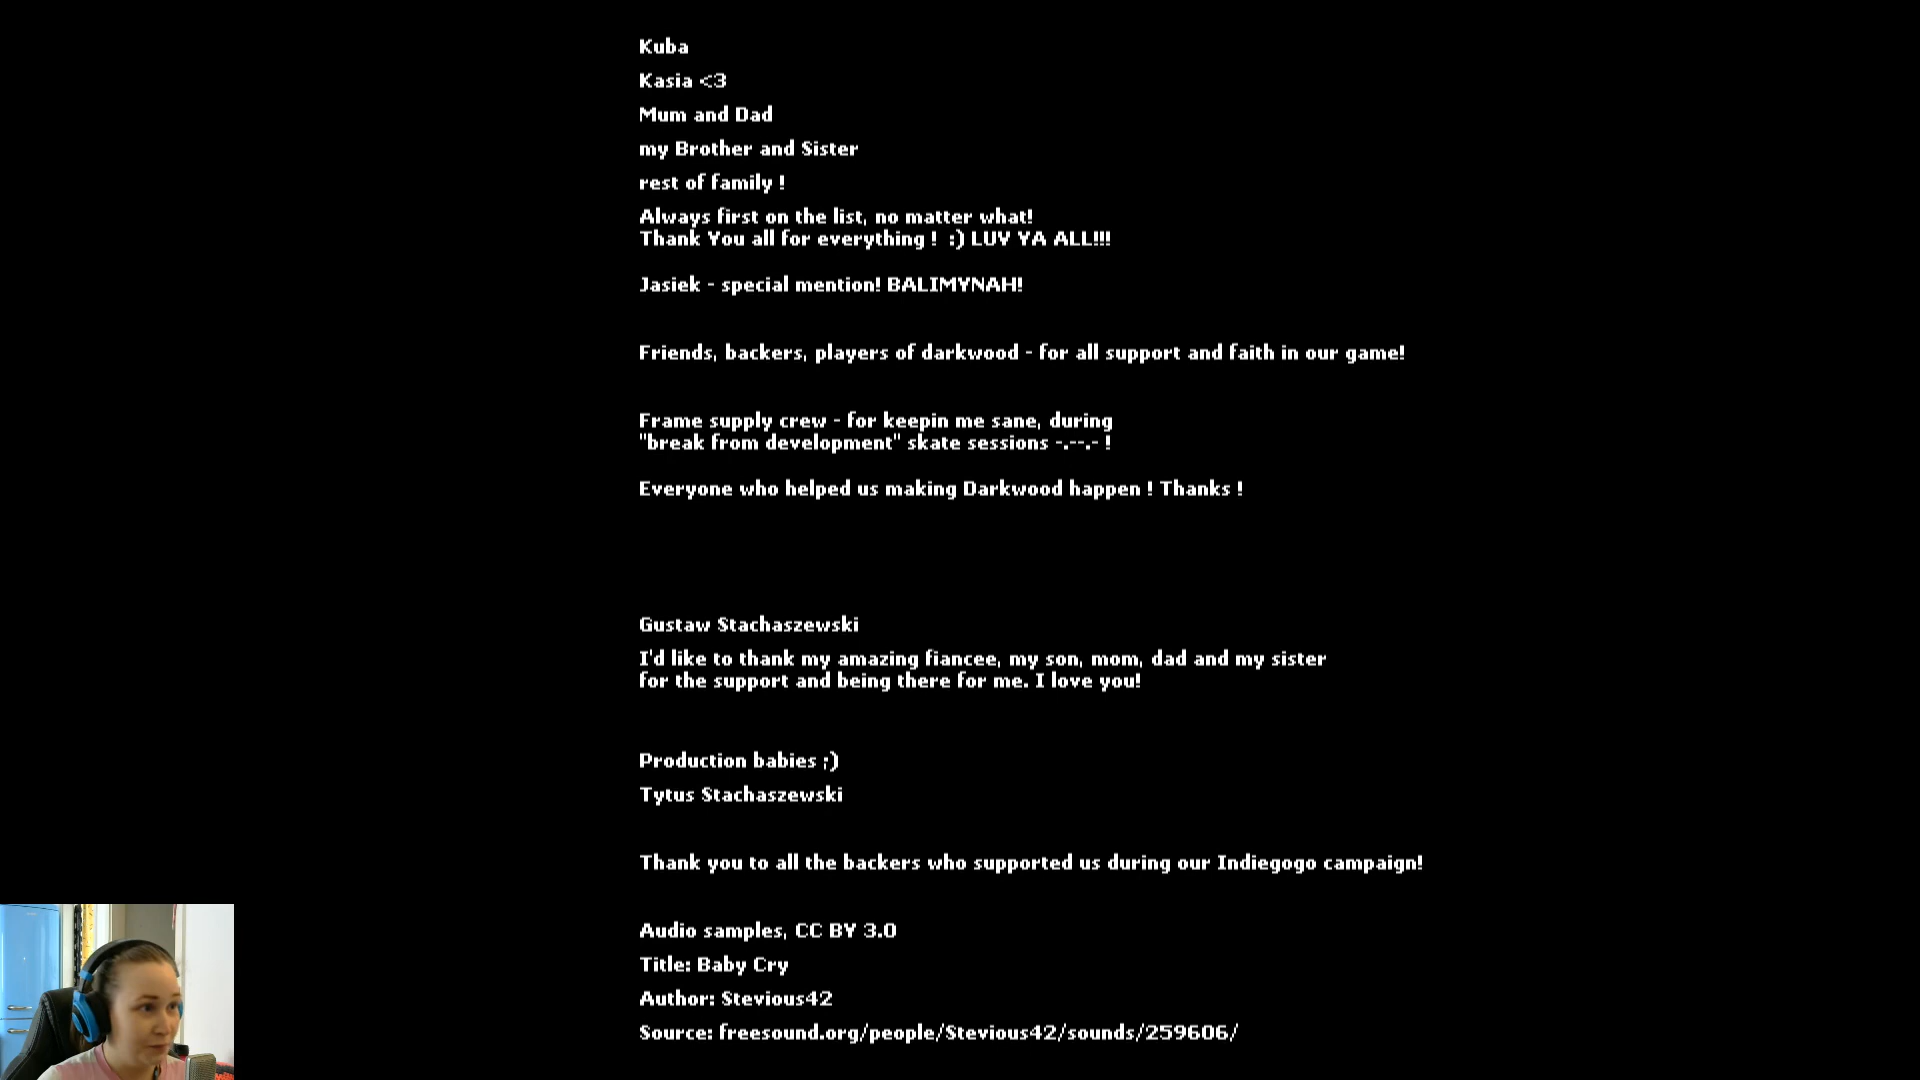 Kuba
Kasia <3
Mum and Dad
my Brother and Sister
rest of family !
Always first on the list, no matter what!
Thank You all for everything !  :) LUV YA ALL!!!
Jasiek - special mention! BALIMYNAH!
Friends, backers, players of darkwood - for all support and faith in our game!
Frame supply crew - for keepin me sane, during
"break from development" skate sessions -.--.- !
Everyone who helped us making Darkwood happen ! Thanks !
Gustaw Stachaszewski
I'd like to thank my amazing fiancee, my son, mom, dad and my sister
for the support and being there for me. I love you!
Production babies ;)
Tytus Stachaszewski
Thank you to all the backers who supported us during our Indiegogo campaign!
Audio samples, CC BY 3.0
Title: Baby Cry
Author: Stevious42
Source: freesound.org/people/Stevious42/sounds/259606/